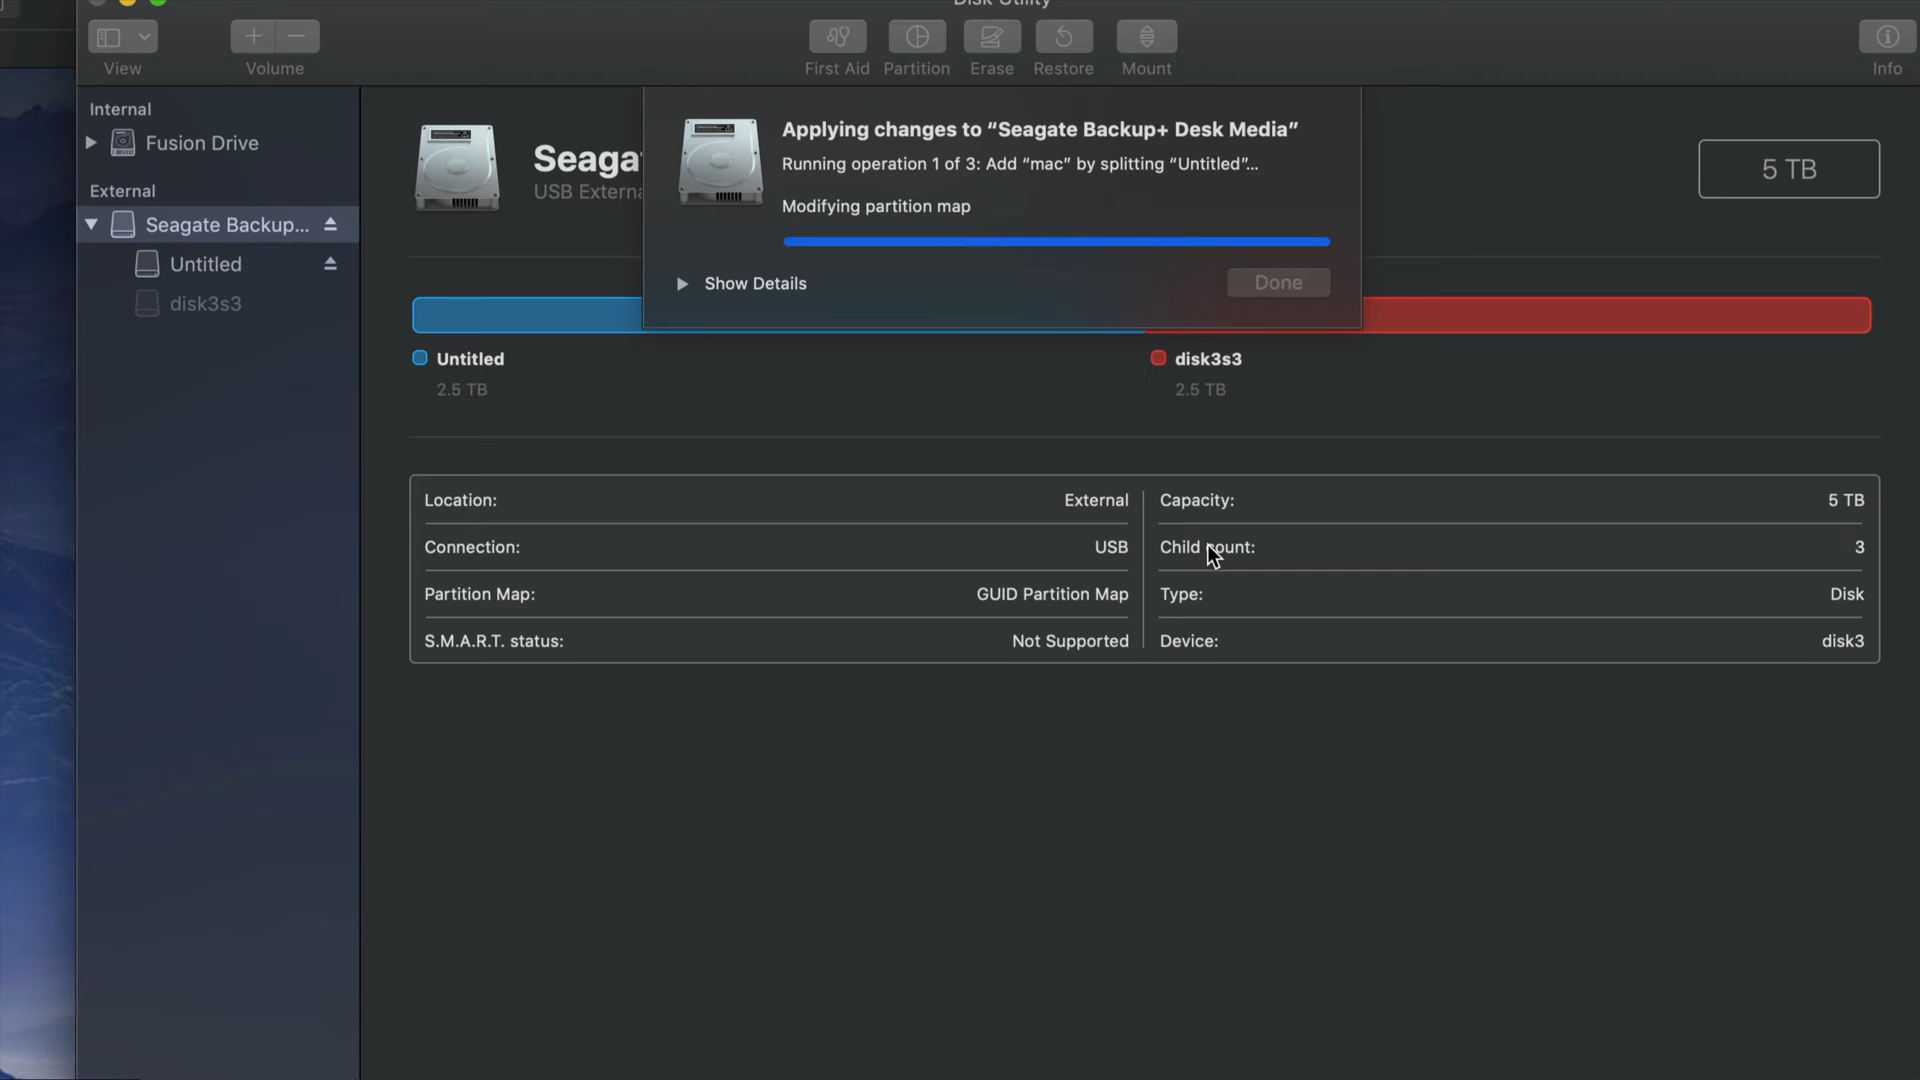 Disk Utility
View
Volume
First Aid
Partition
Erase
Restore
Mount
Info
Internal
Fusion Drive
External
Seagate Backup...
Untitled
disk3s3
Seaga
USB Externa
5 TB
Applying changes to “Seagate Backup+ Desk Media”
Running operation 1 of 3: Add “mac” by splitting “Untitled”...
Modifying partition map
Show Details
Done
Untitled
2.5 TB
disk3s3
2.5 TB
Location: External
Connection: USB
Partition Map: GUID Partition Map
S.M.A.R.T. status: Not Supported
Capacity: 5 TB
Child count: 3
Type: Disk
Device: disk3